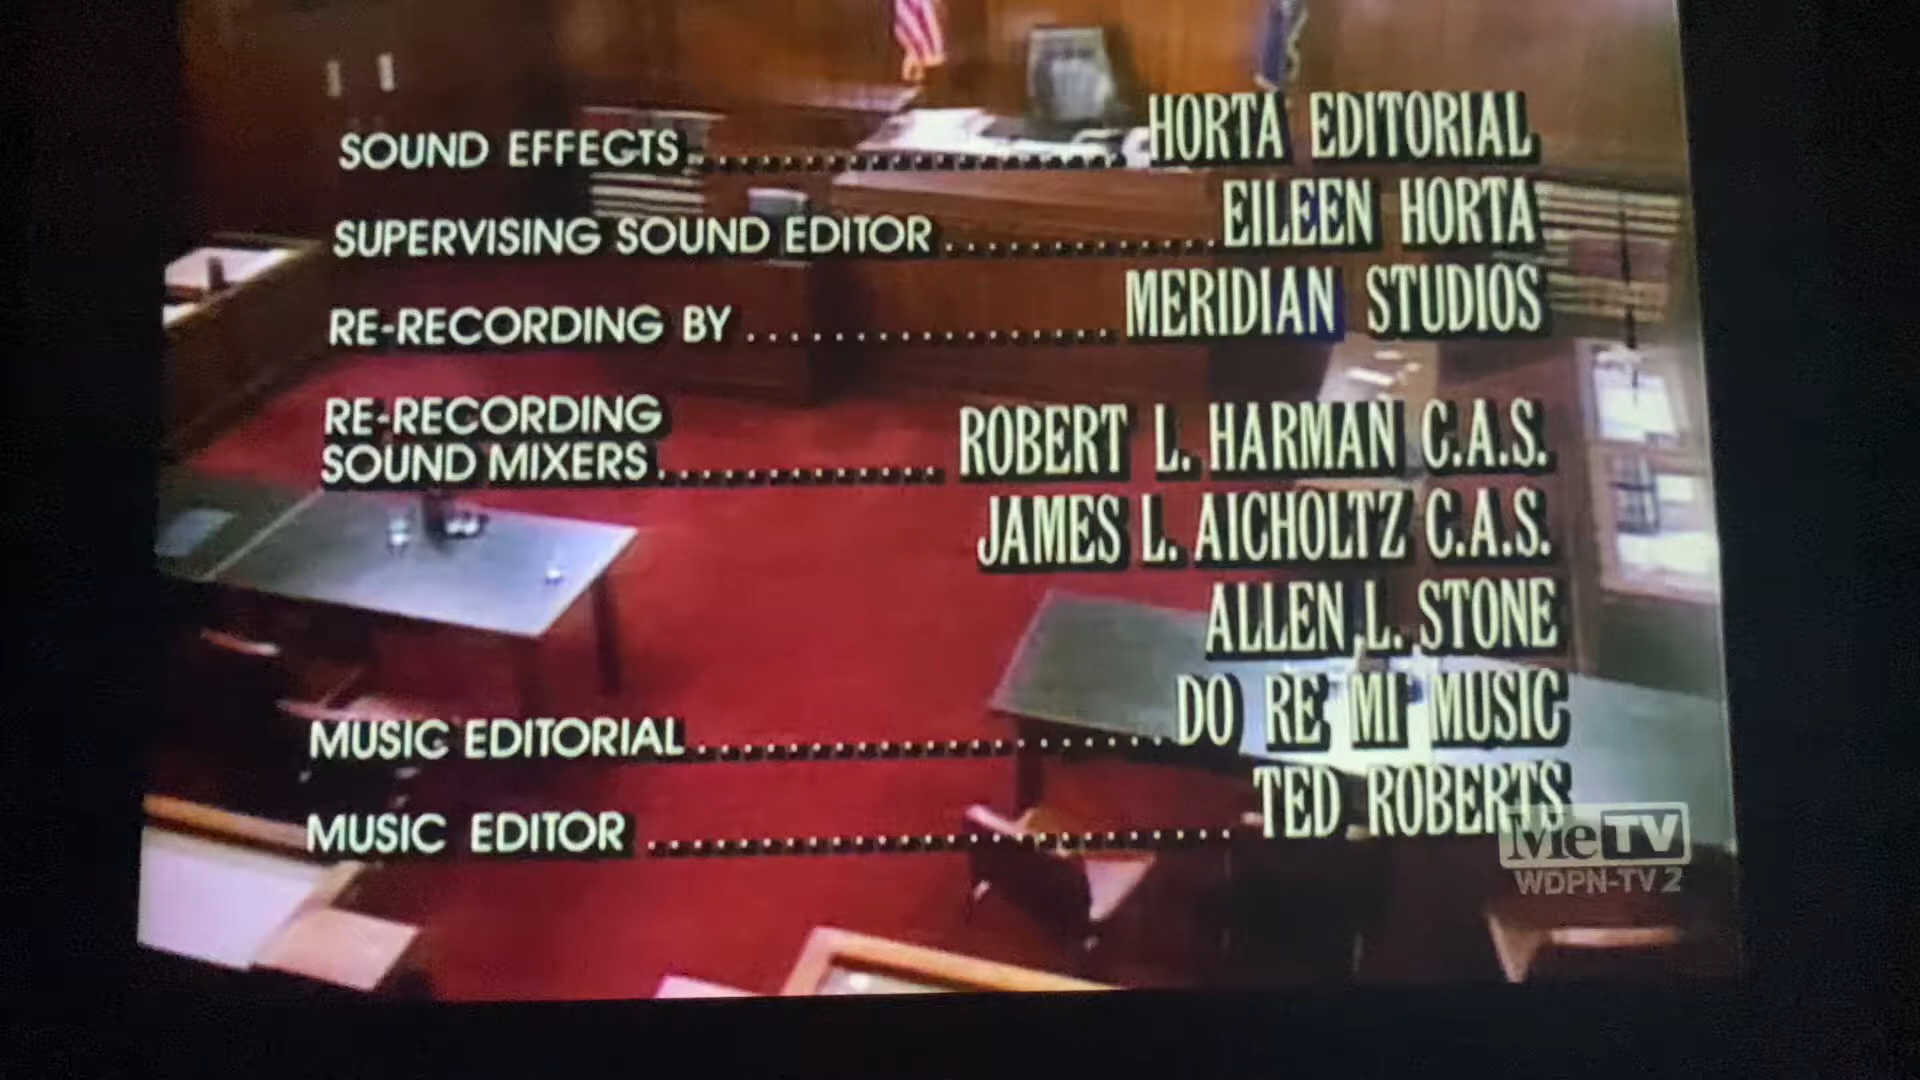 SOUND EFFECTS........................HORTA EDITORIAL
SUPERVISING SOUND EDITOR..............EILEEN HORTA
RE-RECORDING BY..................MERIDIAN STUDIOS
RE-RECORDING
SOUND MIXERS..............ROBERT L. HARMAN C.A.S.
JAMES L. AICHOLTZ C.A.S.
ALLEN L. STONE
MUSIC EDITORIAL.......................DO RE MI MUSIC
MUSIC EDITOR.............................TED ROBERTS
MeTV
WDPN-TV 2